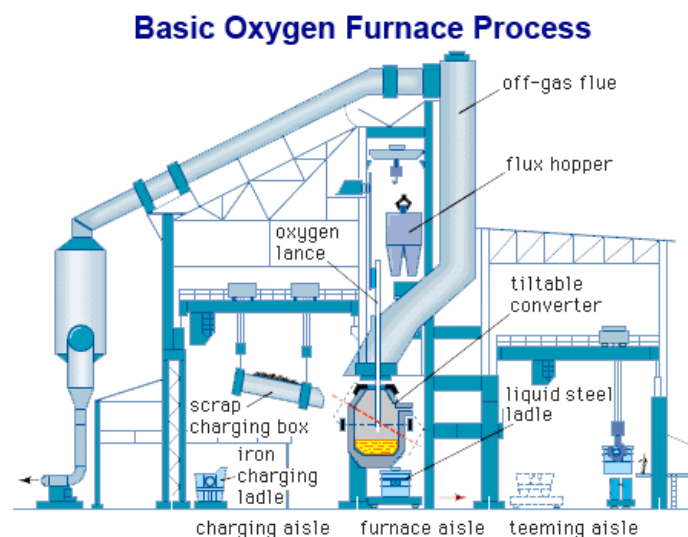 Basic Oxygen Furnace Process
off-gas flue
flux hopper
oxygen
lance
tiltable
converter
scrap
charging box
liquid steel
ladle
iron
charging
ladle
charging aisle
furnace aisle
teeming aisle